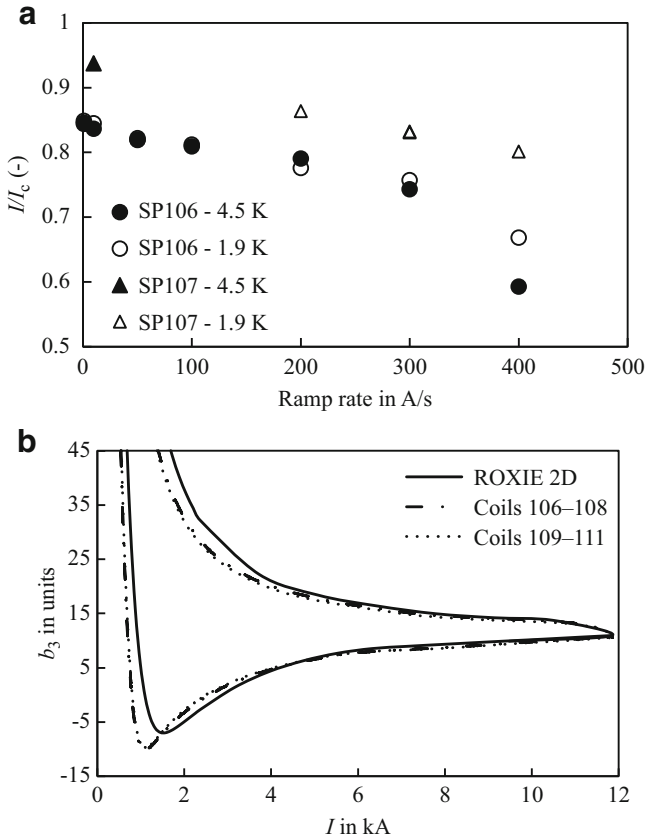 a
1
0.9
0.8
0.7
0.6
0.5
I/Ic (-)
SP106 - 4.5 K
SP106 - 1.9 K
SP107 - 4.5 K
SP107 - 1.9 K
0 100 200 300 400 500
Ramp rate in A/s
b
45
35
25
15
5
-5
-15
b3 in units
ROXIE 2D
Coils 106–108
Coils 109–111
0 2 4 6 8 10 12
I in kA